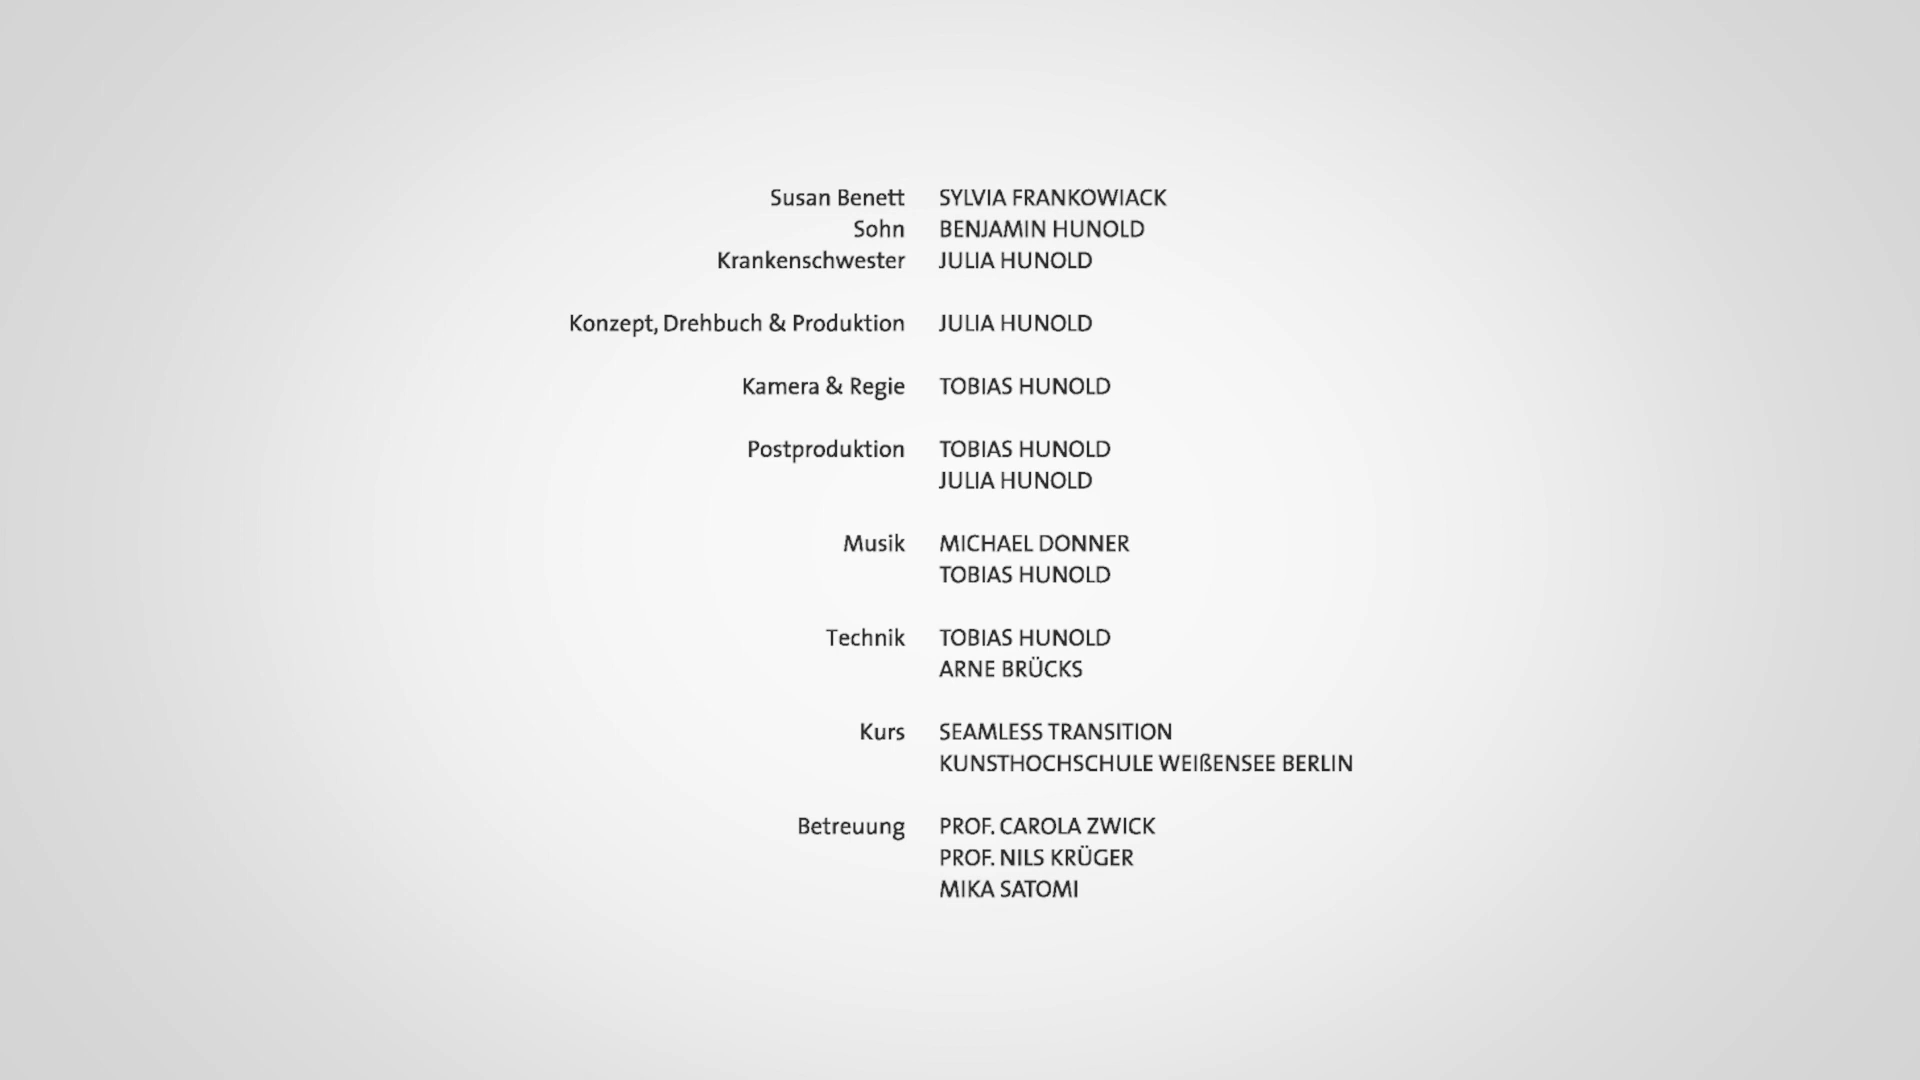 Susan Benett SYLVIA FRANKOWIACK
Sohn BENJAMIN HUNOLD
Krankenschwester JULIA HUNOLD
Konzept, Drehbuch & Produktion JULIA HUNOLD
Kamera & Regie TOBIAS HUNOLD
Postproduktion TOBIAS HUNOLD
JULIA HUNOLD
Musik MICHAEL DONNER
TOBIAS HUNOLD
Technik TOBIAS HUNOLD
ARNE BRÜCKS
Kurs SEAMLESS TRANSITION
KUNSTHOCHSCHULE WEIßENSEE BERLIN
Betreuung PROF. CAROLA ZWICK
PROF. NILS KRÜGER
MIKA SATOMI